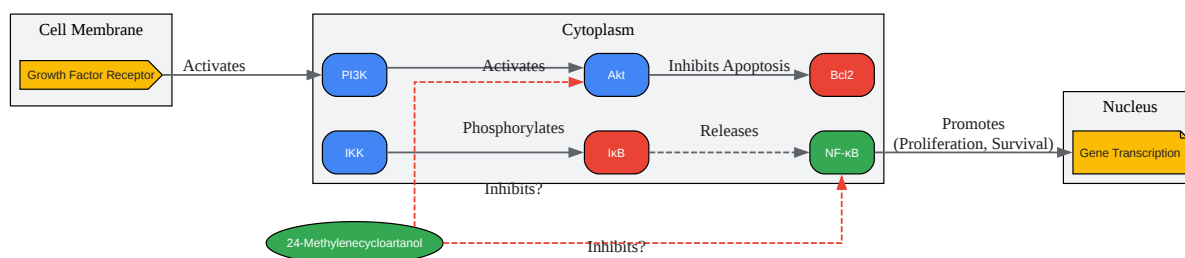 Cell Membrane
Growth Factor Receptor
Activates
Cytoplasm
PI3K
Activates
Akt
Inhibits Apoptosis
Bcl2
IKK
Phosphorylates
IκB
Releases
NF-κB
Promotes
(Proliferation, Survival)
Nucleus
Gene Transcription
Inhibits?
24-Methylenecycloartanol
Inhibits?